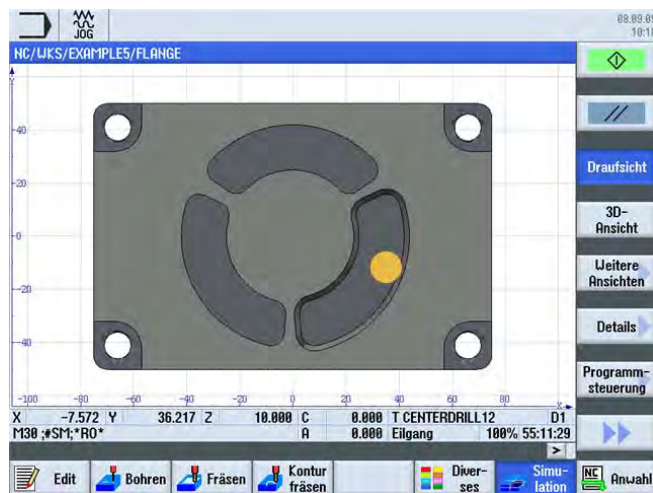 JOG
10:1
NC/WKS/EXAMPLE5/FLANGE
Y
40
20
Draufsicht
3D-
Ansicht
0
Weitere
Ansichten
-20
Details
-40
Programm-
steuerung
-100 -80 -60 -40 -20 0 20 40 60 80 X
X -7.572 Y 36.217 Z 10.000 C 0.000 T CENTERDRILL12 D1
M30 ;#SM;*RO* A 0.000 Eilgang 100% 55:11:29
>
Edit
Bohren
Fräsen
Kontur
fräsen
Diver-
ses
Simu-
lation
NC
Anwahl